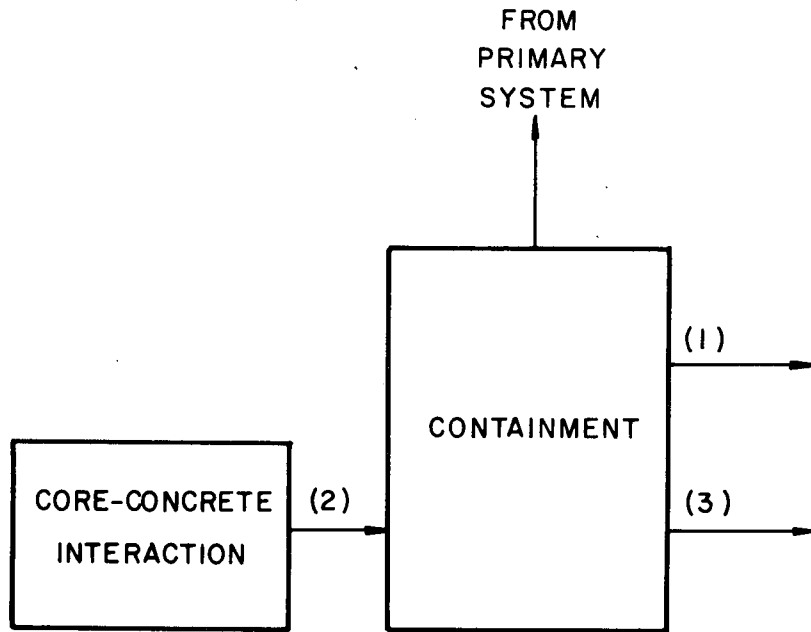 FROM
PRIMARY
SYSTEM
(1)
CONTAINMENT
CORE-CONCRETE
INTERACTION
(2)
(3)